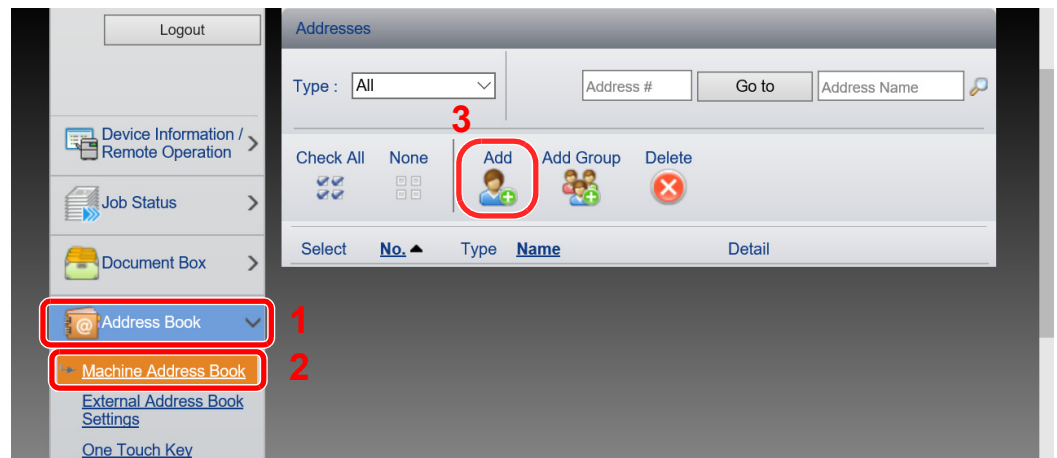 Logout
Device Information /
Remote Operation
Job Status
Document Box
Address Book
1
Machine Address Book
2
External Address Book
Settings
One Touch Key
Addresses
Type : All
Address #
Go to
Address Name
3
Check All None Add Add Group Delete
Select No. Type Name Detail